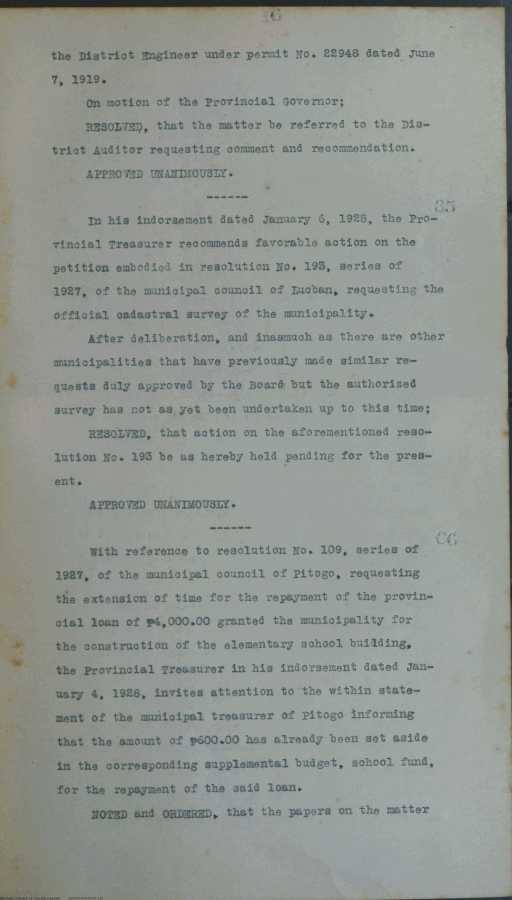 16
the District Engineer under permit No. 22948 dated June
7, 1919.
On motion of the Provincial Governor;
RESOLVED, that the matter be referred to the Dis-
trict Auditor requesting comment and recommendation.
APPROVED UNANIMOUSLY.
------
85
In his indorsement dated January 6, 1928, the Pro-
vincial Treasurer recommends favorable action on the
petition embodied in resolution No. 193, series of
1927, of the municipal council of Lucban, requesting the
official cadastral survey of the municipality.
After deliberation, and inasmuch as there are other
municipalities that have previously made similar re-
quests duly approved by the Board but the authorized
survey has not as yet been undertaken up to this time;
RESOLVED, that action on the aforementioned reso-
lution No. 193 be as hereby held pending for the pres-
ent.
APPROVED UNANIMOUSLY.
------
With reference to resolution No. 109, series of
1927, of the municipal council of Pitogo, requesting
the extension of time for the repayment of the provin-
cial loan of ₱4,000.00 granted the municipality for
the construction of the elementary school building,
the Provincial Treasurer in his indorsement dated Jan-
uary 4, 1928, invites attention to the within state-
ment of the municipal treasurer of Pitogo informing
that the amount of ₱600.00 has already been set aside
in the corresponding supplemental budget, school fund,
for the repayment of the said loan.
NOTED and ORDERED, that the papers on the matter